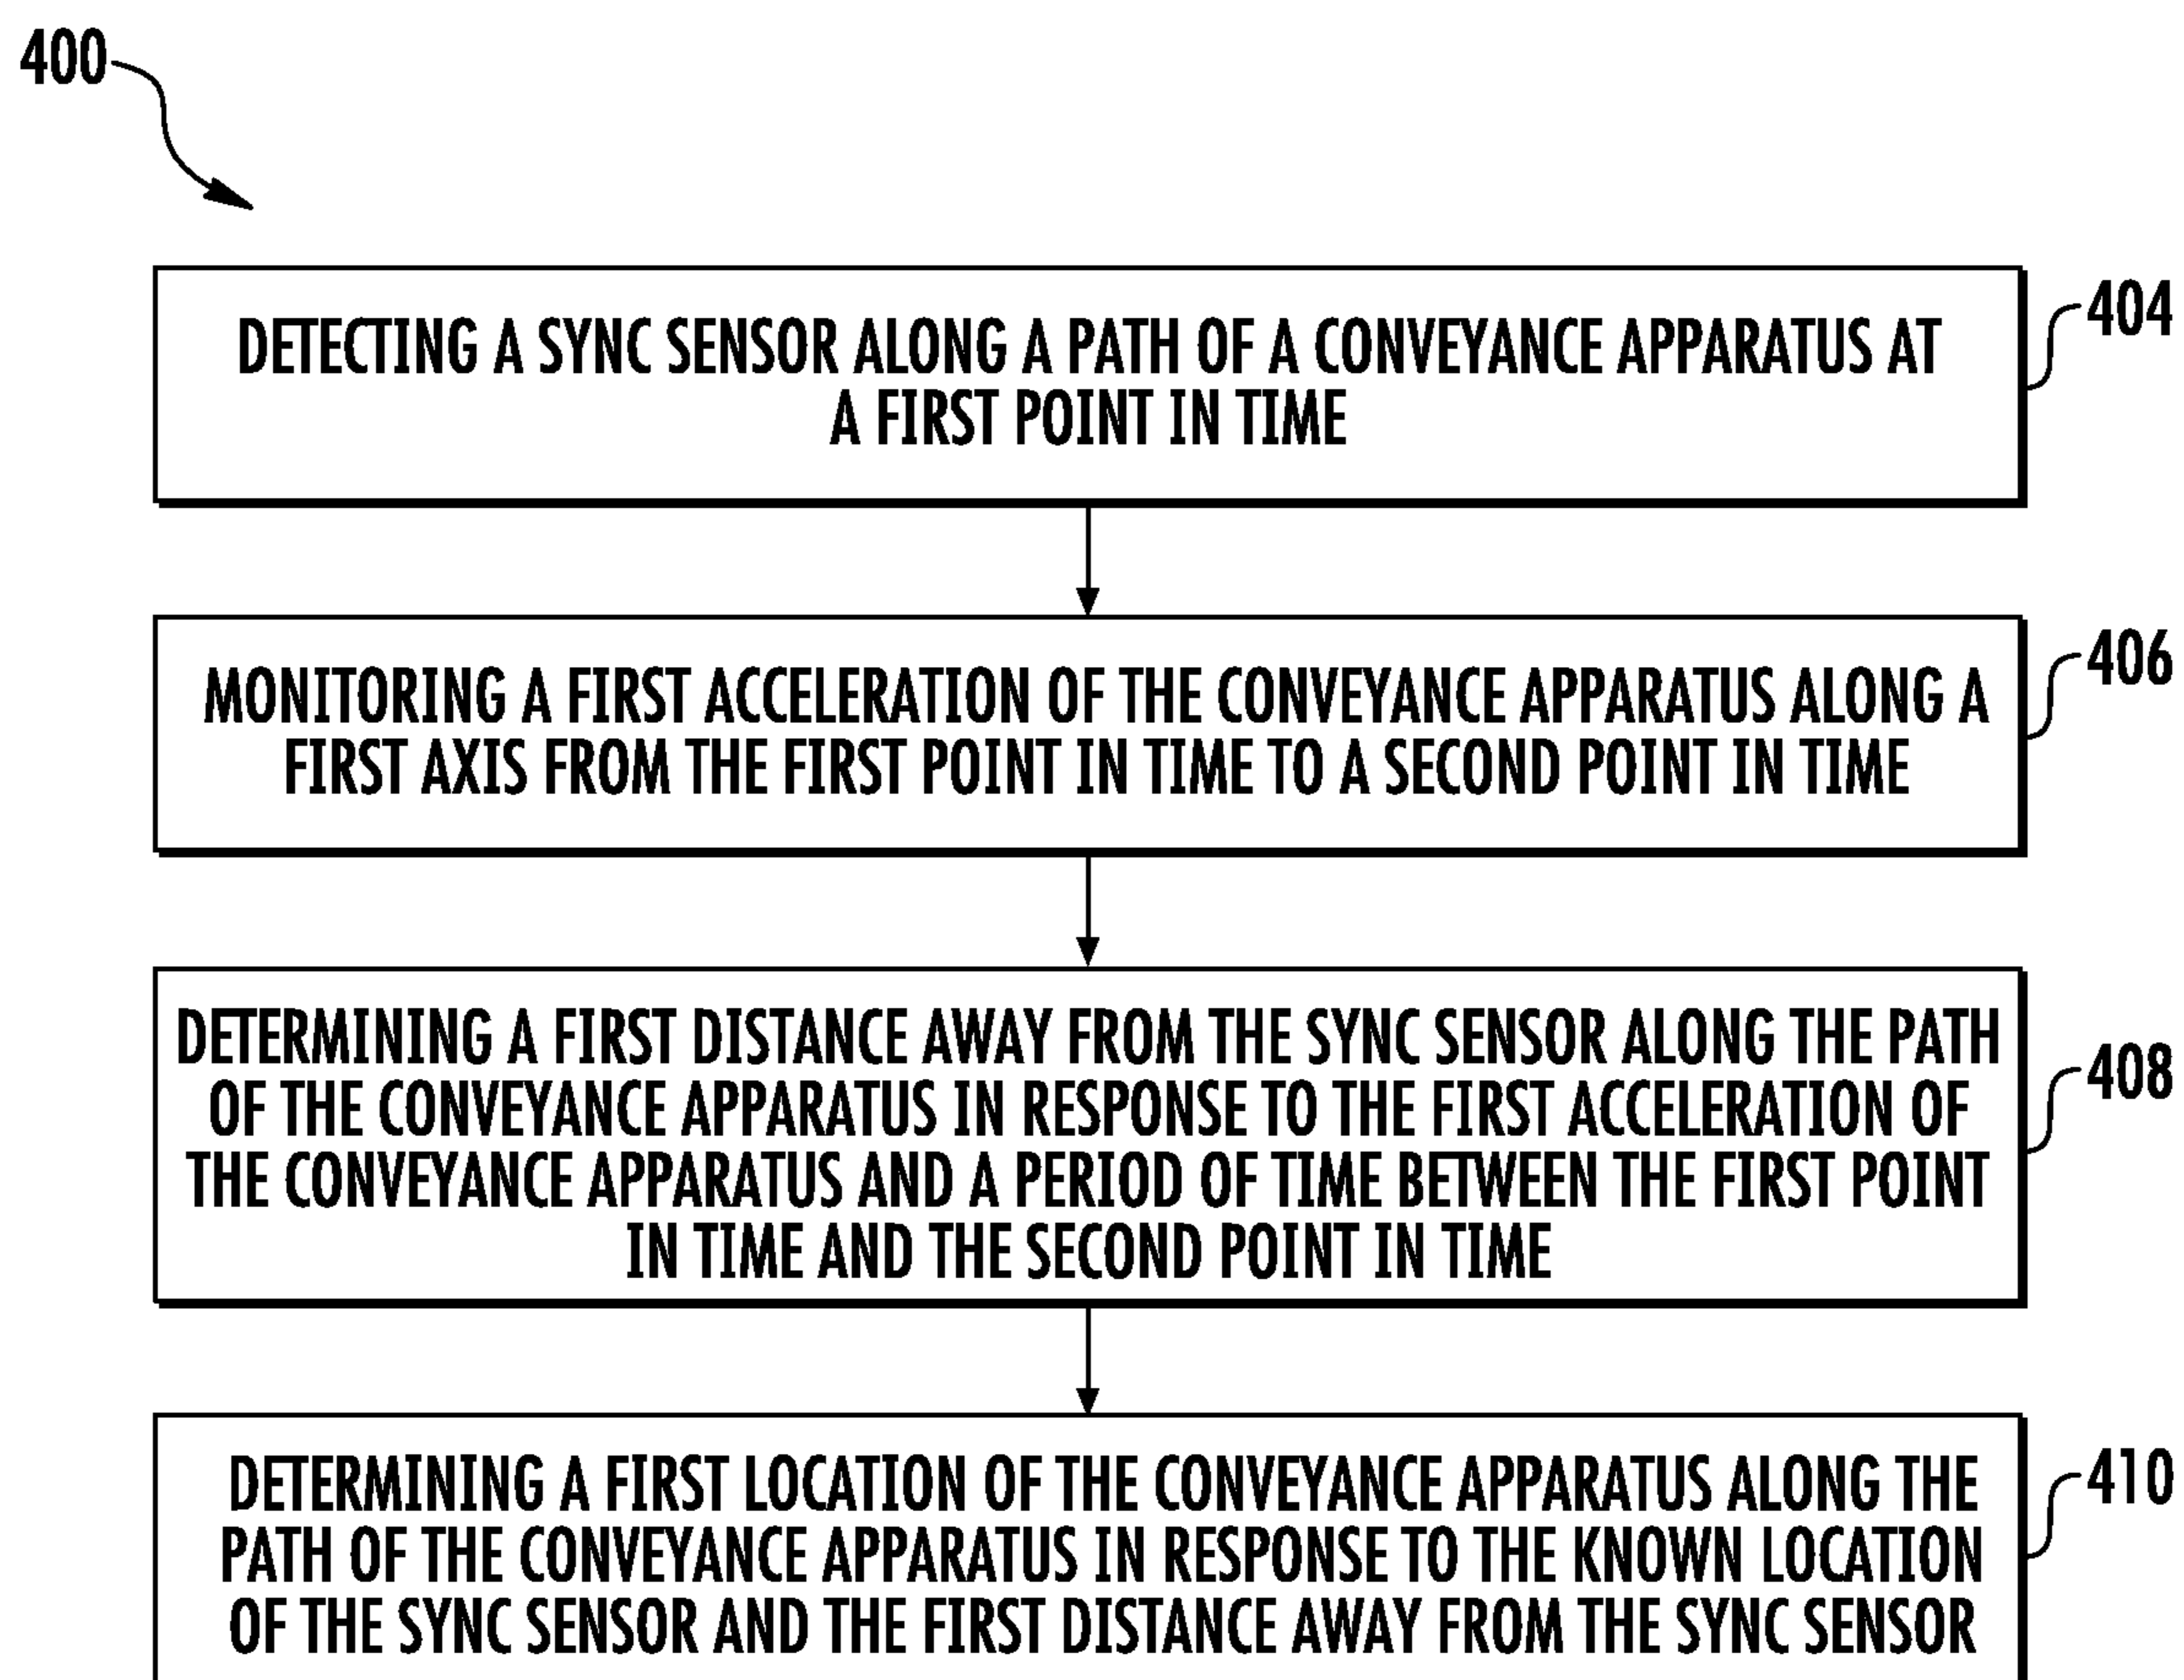 400
DETECTING A SYNC SENSOR ALONG A PATH OF A CONVEYANCE APPARATUS AT
A FIRST POINT IN TIME
404
MONITORING A FIRST ACCELERATION OF THE CONVEYANCE APPARATUS ALONG A
FIRST AXIS FROM THE FIRST POINT IN TIME TO A SECOND POINT IN TIME
406
DETERMINING A FIRST DISTANCE AWAY FROM THE SYNC SENSOR ALONG THE PATH
OF THE CONVEYANCE APPARATUS IN RESPONSE TO THE FIRST ACCELERATION OF
THE CONVEYANCE APPARATUS AND A PERIOD OF TIME BETWEEN THE FIRST POINT
IN TIME AND THE SECOND POINT IN TIME
408
DETERMINING A FIRST LOCATION OF THE CONVEYANCE APPARATUS ALONG THE
PATH OF THE CONVEYANCE APPARATUS IN RESPONSE TO THE KNOWN LOCATION
OF THE SYNC SENSOR AND THE FIRST DISTANCE AWAY FROM THE SYNC SENSOR
410